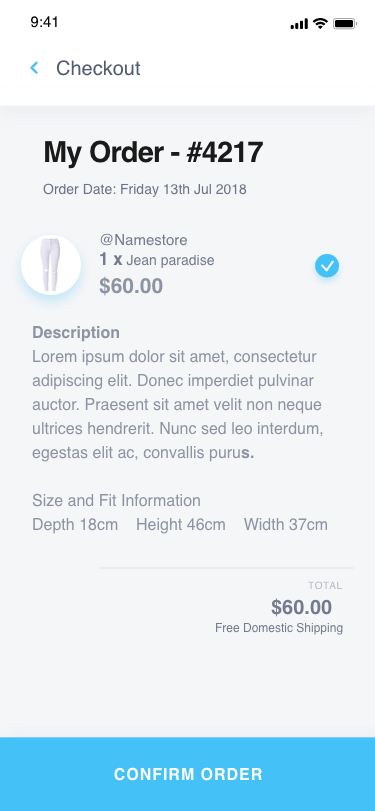 9:41
Checkout
My Order - #4217
Order Date: Friday 13th Jul 2018
@Namestore
1 x Jean paradise
$60.00
Description
Lorem ipsum dolor sit amet, consectetur
adipiscing elit. Donec imperdiet pulvinar
auctor. Praesent sit amet velit non neque
ultrices hendrerit. Nunc sed leo interdum,
egestas elit ac, convallis purus.
Size and Fit Information
Depth 18cm Height 46cm Width 37cm
TOTAL
$60.00
Free Domestic Shipping
CONFIRM ORDER